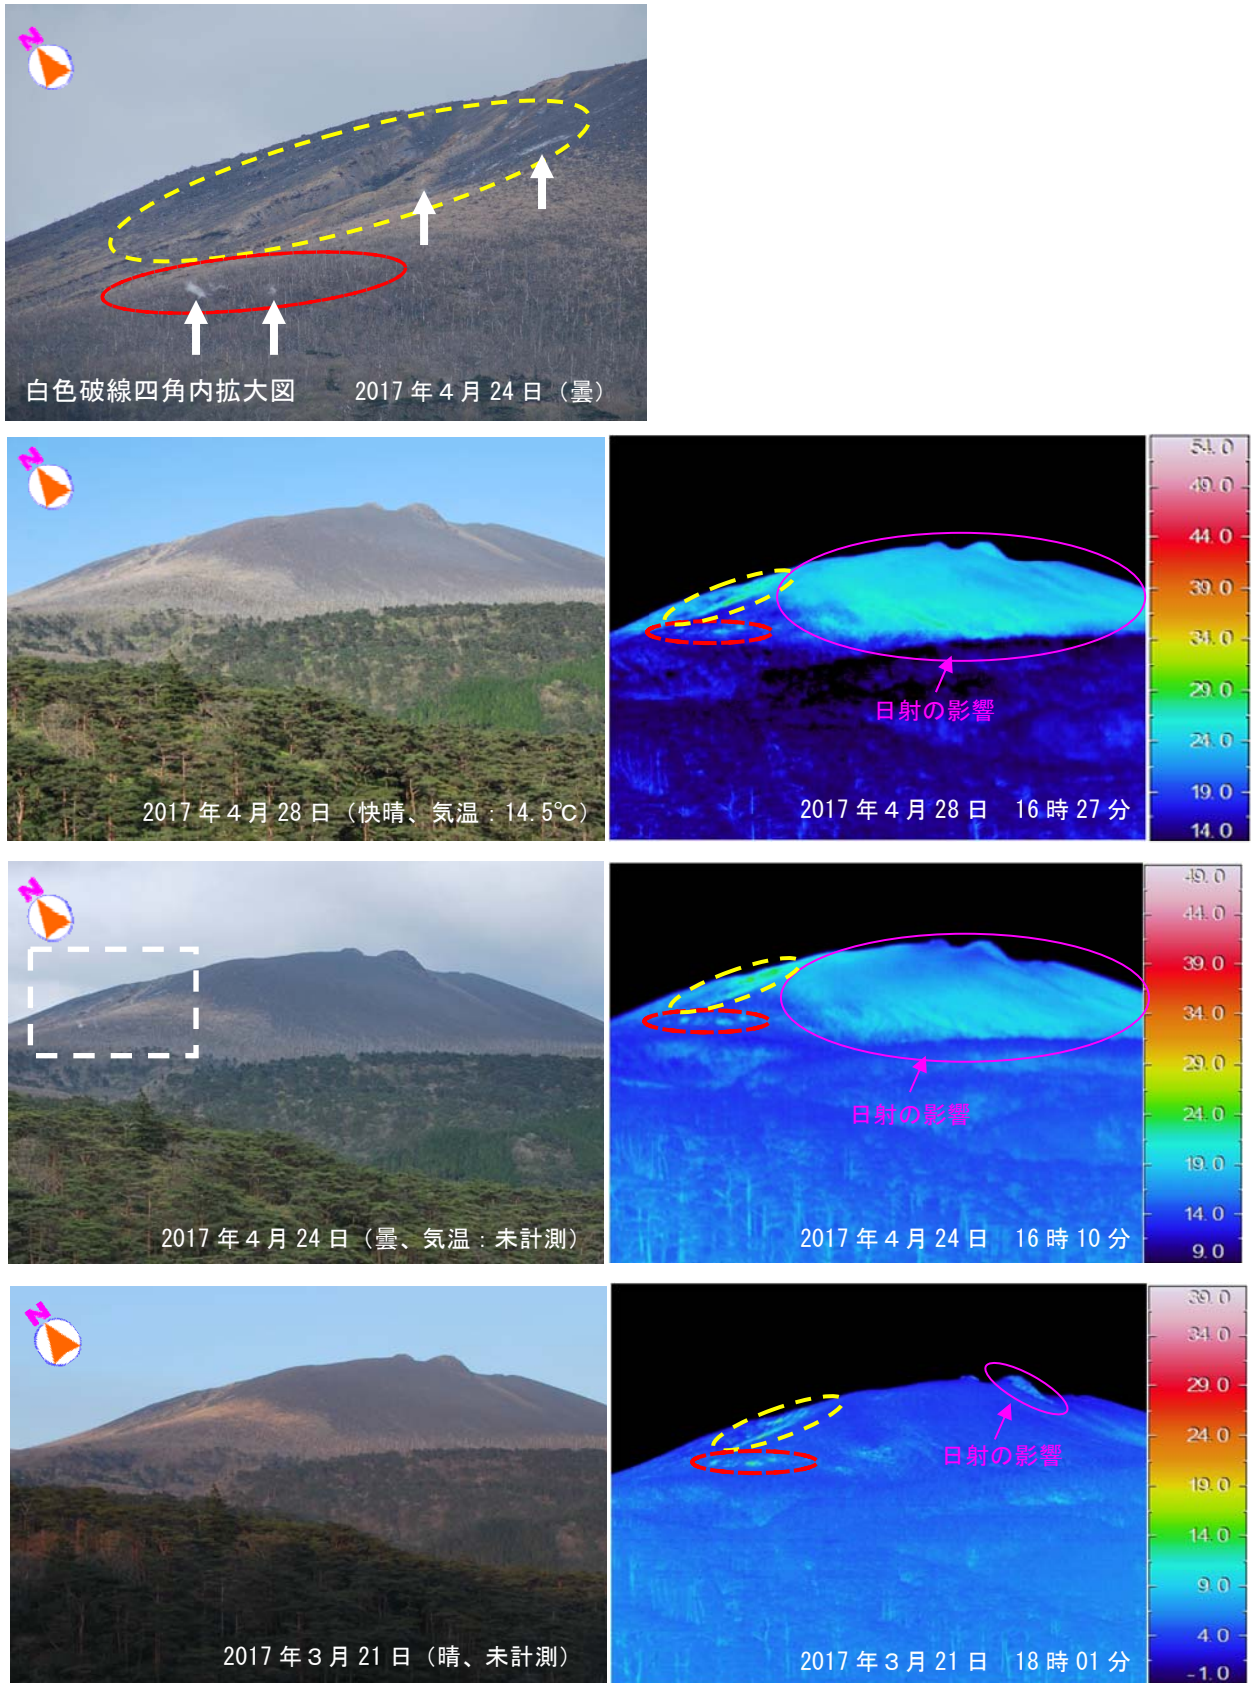 N
白色破線四角内拡大図　2017年4月24日（曇）
N
2017年4月28日（快晴、気温：14.5℃）
日射の影響
2017年4月28日　16時27分
54.0
49.0
44.0
39.0
34.0
29.0
24.0
19.0
14.0
N
2017年4月24日（曇、気温：未計測）
日射の影響
2017年4月24日　16時10分
49.0
44.0
39.0
34.0
29.0
24.0
19.0
14.0
9.0
N
2017年3月21日（晴、未計測）
日射の影響
2017年3月21日　18時01分
39.0
34.0
29.0
24.0
19.0
14.0
9.0
4.0
-1.0